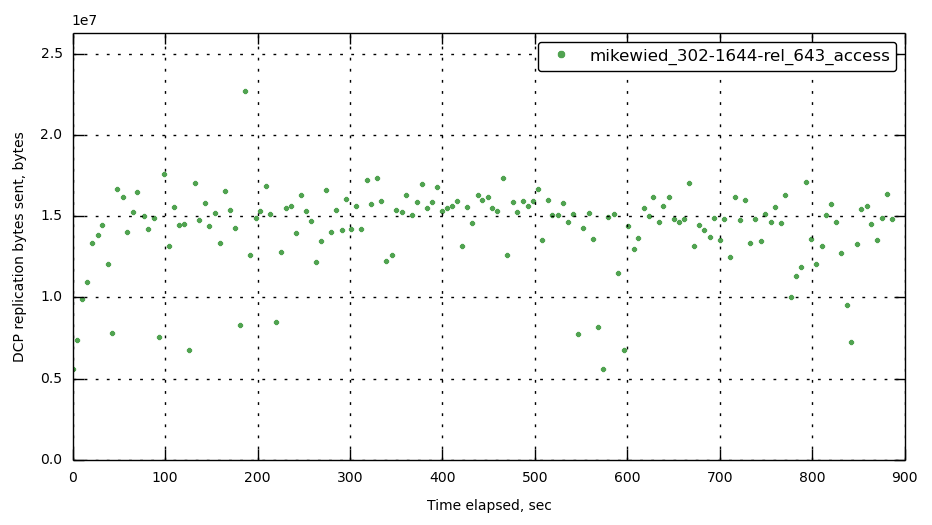 1e7
mikewied_302-1644-rel_643_access
2.5
2.0
1.5
1.0
0.5
0.0
DCP replication bytes sent, bytes
0 100 200 300 400 500 600 700 800 900
Time elapsed, sec